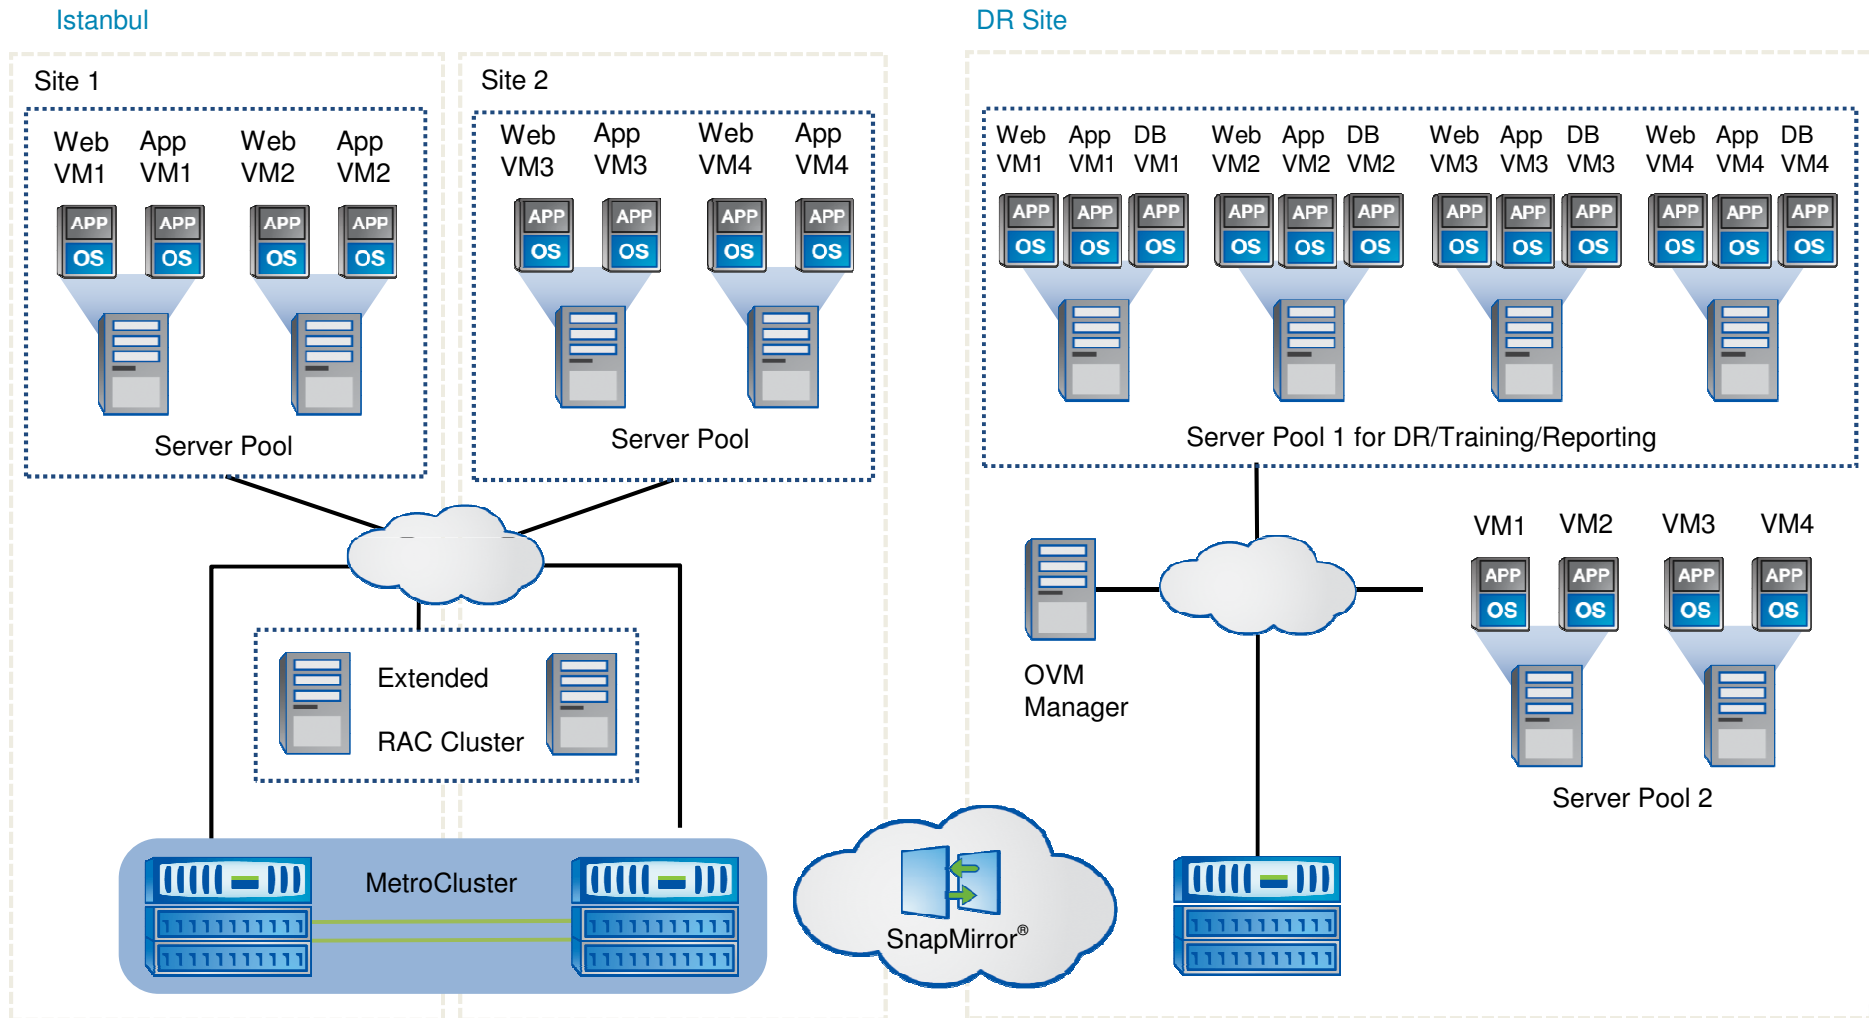 Istanbul
DR Site
Site 1
Site 2
Web VM1
App VM1
Web VM2
App VM2
APP OS
APP OS
APP OS
APP OS
Server Pool
Web VM3
App VM3
Web VM4
App VM4
APP OS
APP OS
APP OS
APP OS
Server Pool
Extended
RAC Cluster
MetroCluster
SnapMirror®
Web VM1
App VM1
DB VM1
Web VM2
App VM2
DB VM2
Web VM3
App VM3
DB VM3
Web VM4
App VM4
DB VM4
APP OS
APP OS
APP OS
APP OS
APP OS
APP OS
APP OS
APP OS
APP OS
APP OS
APP OS
APP OS
Server Pool 1 for DR/Training/Reporting
OVM
Manager
VM1
VM2
VM3
VM4
APP OS
APP OS
APP OS
APP OS
Server Pool 2